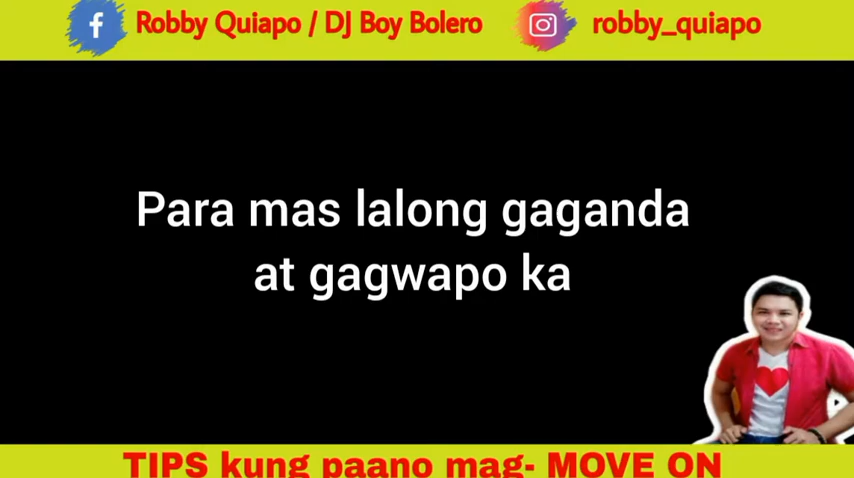 Robby Quiapo / DJ Boy Bolero robby_quiapo
Para mas lalong gaganda
at gagwapo ka
TIPS kung paano mag- MOVE ON